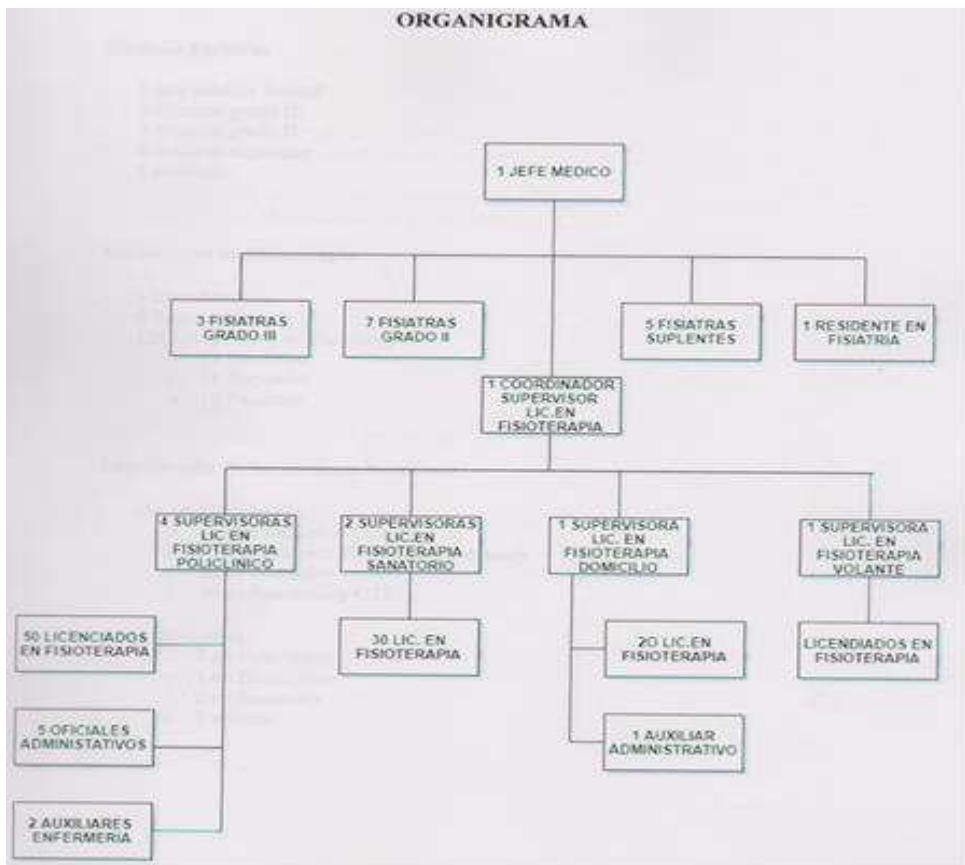 ORGANIGRAMA
1 JEFE MEDICO
3 FISIATRAS
GRADO III
7 FISIATRAS
GRADO II
5 FISIATRAS
SUPLENTES
1 RESIDENTE EN
FISIATRIA
1 COORDINADOR
SUPERVISOR
LIC.EN
FISIOTERAPIA
4 SUPERVISORAS
LIC EN
FISIOTERAPIA
POLICLINICO
2 SUPERVISORAS
LIC.EN
FISIOTERAPIA
SANATORIO
1 SUPERVISORA
LIC. EN
FISIOTERAPIA
DOMICILIO
1 SUPERVISORA
LIC. EN
FISIOTERAPIA
VOLANTE
50 LICENCIADOS
EN FISIOTERAPIA
30 LIC. EN
FISIOTERAPIA
2O LIC.EN
FISIOTERAPIA
LICENDIADOS EN
FISIOTERAPIA
5 OFICIALES
ADMINISTATIVOS
1 AUXILIAR
ADMINISTRATIVO
2 AUXILIARES
ENFERMERIA